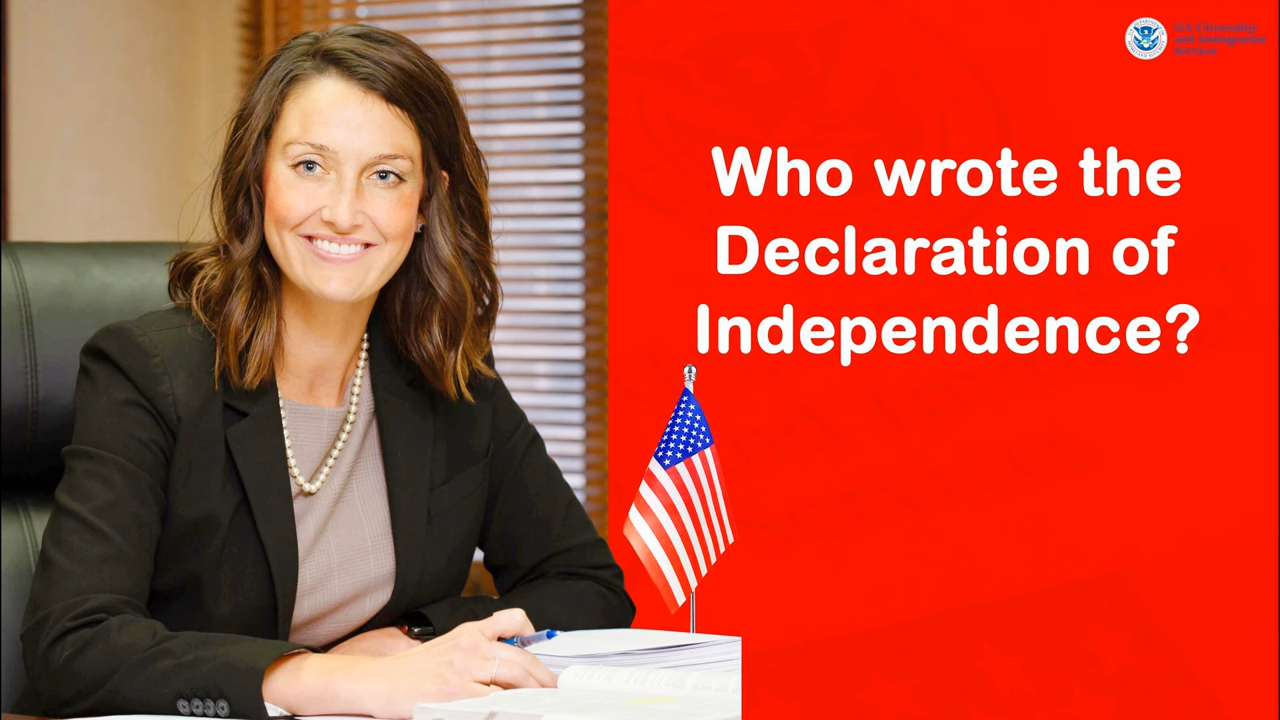 U.S. Citizenship
and Immigration
Services
Who wrote the
Declaration of
Independence?